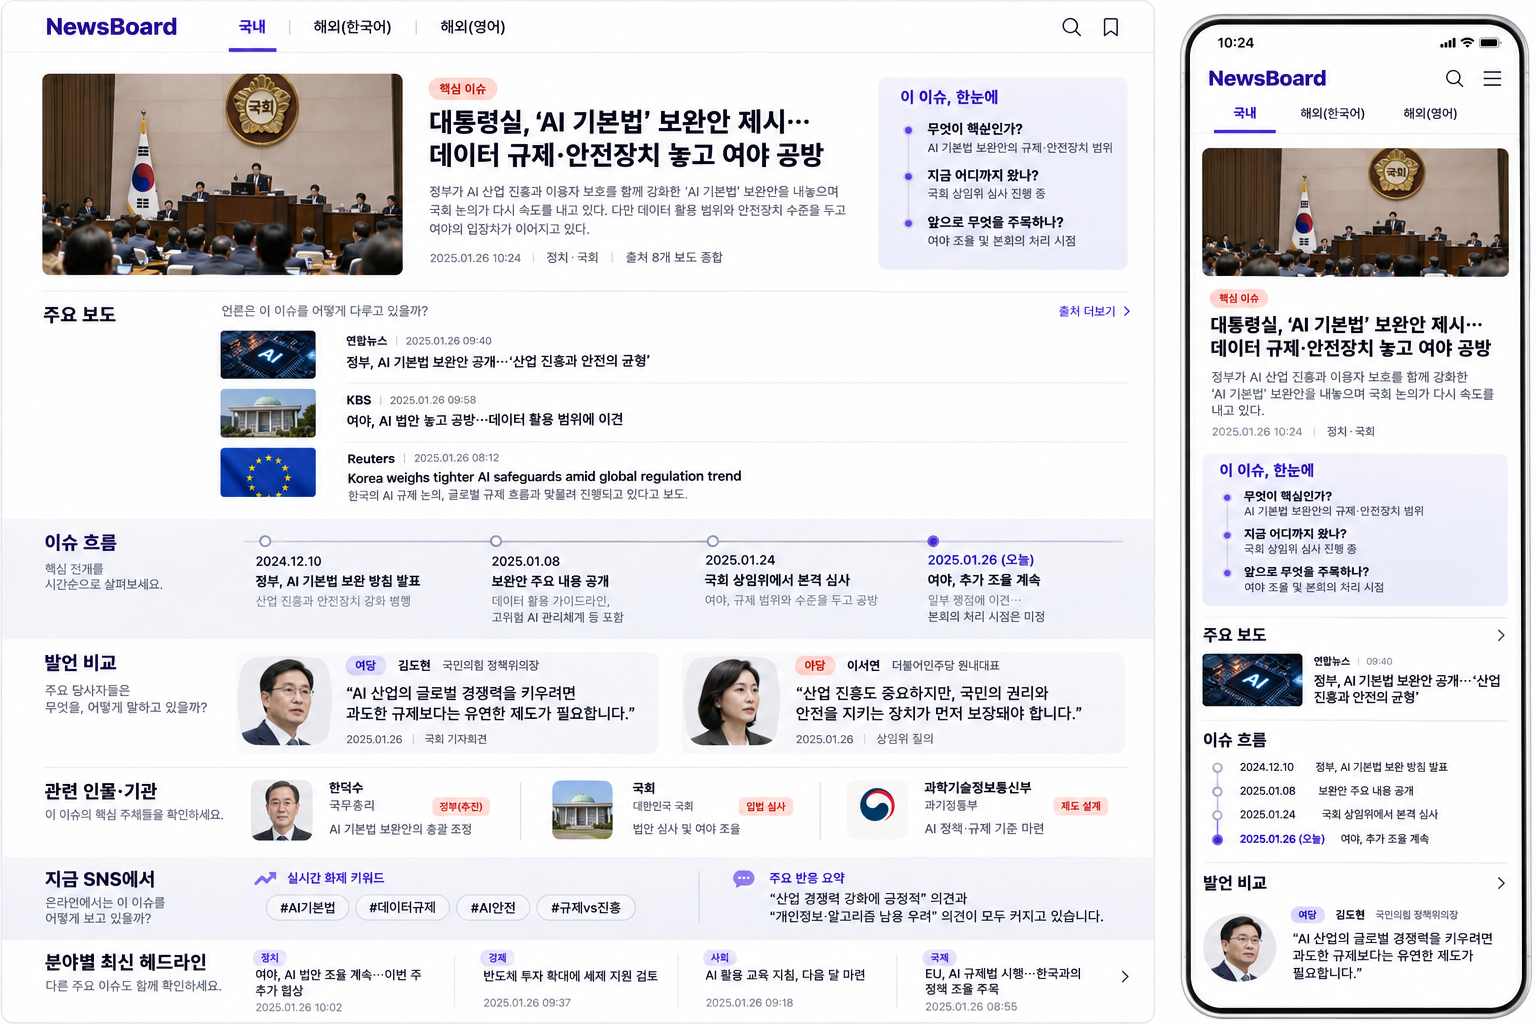 NewsBoard
국내
해외(한국어)
해외(영어)
국회
핵심 이슈
대통령실, ‘AI 기본법’ 보완안 제시…
데이터 규제·안전장치 놓고 여야 공방
정부가 AI 산업 진흥과 이용자 보호를 함께 강화한 ‘AI 기본법’ 보완안을 내놓으며
국회 논의가 다시 속도를 내고 있다. 다만 데이터 활용 범위와 안전장치 수준을 두고
여야의 입장차가 이어지고 있다.
2025.01.26 10:24 | 정치·국회 | 출처 8개 보도 종합
이 이슈, 한눈에
무엇이 핵심인가?
AI 기본법 보완안의 규제·안전장치 범위
지금 어디까지 왔나?
국회 상임위 심사 진행 중
앞으로 무엇을 주목하나?
여야 조율 및 본회의 처리 시점
주요 보도
언론은 이 이슈를 어떻게 다루고 있을까?
출처 더보기
AI
연합뉴스 | 2025.01.26 09:40
정부, AI 기본법 보완안 공개…‘산업 진흥과 안전의 균형’
KBS | 2025.01.26 09:58
여야, AI 법안 놓고 공방…데이터 활용 범위에 이견
Reuters | 2025.01.26 08:12
Korea weighs tighter AI safeguards amid global regulation trend
한국의 AI 규제 논의, 글로벌 규제 흐름과 맞물려 진행되고 있다고 보도.
이슈 흐름
핵심 전개를
시간순으로 살펴보세요.
2024.12.10
정부, AI 기본법 보완 방침 발표
산업 진흥과 안전장치 강화 병행
2025.01.08
보완안 주요 내용 공개
데이터 활용 가이드라인,
고위험 AI 관리체계 등 포함
2025.01.24
국회 상임위에서 본격 심사
여야, 규제 범위와 수준을 두고 공방
2025.01.26 (오늘)
여야, 추가 조율 계속
일부 쟁점에 이견…
본회의 처리 시점은 미정
발언 비교
주요 당사자들은
무엇을, 어떻게 말하고 있을까?
여당 김도현 국민의힘 정책위의장
“AI 산업의 글로벌 경쟁력을 키우려면
과도한 규제보다는 유연한 제도가 필요합니다.”
2025.01.26 | 국회 기자회견
야당 이서연 더불어민주당 원내대표
“산업 진흥도 중요하지만, 국민의 권리와
안전을 지키는 장치가 먼저 보장돼야 합니다.”
2025.01.26 | 상임위 질의
관련 인물·기관
이 이슈의 핵심 주체들을 확인하세요.
한덕수
국무총리
정부(추진)
AI 기본법 보완안의 총괄 조정
국회
대한민국 국회
입법 심사
법안 심사 및 여야 조율
과학기술정보통신부
과기정통부
제도 설계
AI 정책·규제 기준 마련
지금 SNS에서
온라인에서는 이 이슈를
어떻게 보고 있을까?
실시간 화제 키워드
#AI기본법
#데이터규제
#AI안전
#규제vs진흥
주요 반응 요약
“산업 경쟁력 강화에 긍정적” 의견과
“개인정보·알고리즘 남용 우려” 의견이 모두 커지고 있습니다.
분야별 최신 헤드라인
다른 주요 이슈도 함께 확인하세요.
정치
여야, AI 법안 조율 계속…이번 주
추가 협상
2025.01.26 10:02
경제
반도체 투자 확대에 세제 지원 검토
2025.01.26 09:37
사회
AI 활용 교육 지침, 다음 달 마련
2025.01.26 09:18
국제
EU, AI 규제법 시행…한국과의
정책 조율 주목
2025.01.26 08:55
10:24
NewsBoard
국내
해외(한국어)
해외(영어)
국회
핵심 이슈
대통령실, ‘AI 기본법’ 보완안 제시…
데이터 규제·안전장치 놓고 여야 공방
정부가 AI 산업 진흥과 이용자 보호를 함께 강화한
‘AI 기본법’ 보완안을 내놓으며 국회 논의가 다시 속도를
내고 있다.
2025.01.26 10:24 | 정치·국회
이 이슈, 한눈에
무엇이 핵심인가?
AI 기본법 보완안의 규제·안전장치 범위
지금 어디까지 왔나?
국회 상임위 심사 진행 중
앞으로 무엇을 주목하나?
여야 조율 및 본회의 처리 시점
주요 보도
AI
연합뉴스 | 09:40
정부, AI 기본법 보완안 공개…‘산업
진흥과 안전의 균형’
이슈 흐름
2024.12.10 정부, AI 기본법 보완 방침 발표
2025.01.08 보완안 주요 내용 공개
2025.01.24 국회 상임위에서 본격 심사
2025.01.26 (오늘) 여야, 추가 조율 계속
발언 비교
여당 김도현 국민의힘 정책위의장
“AI 산업의 글로벌 경쟁력을 키우려면
과도한 규제보다는 유연한 제도가
필요합니다.”